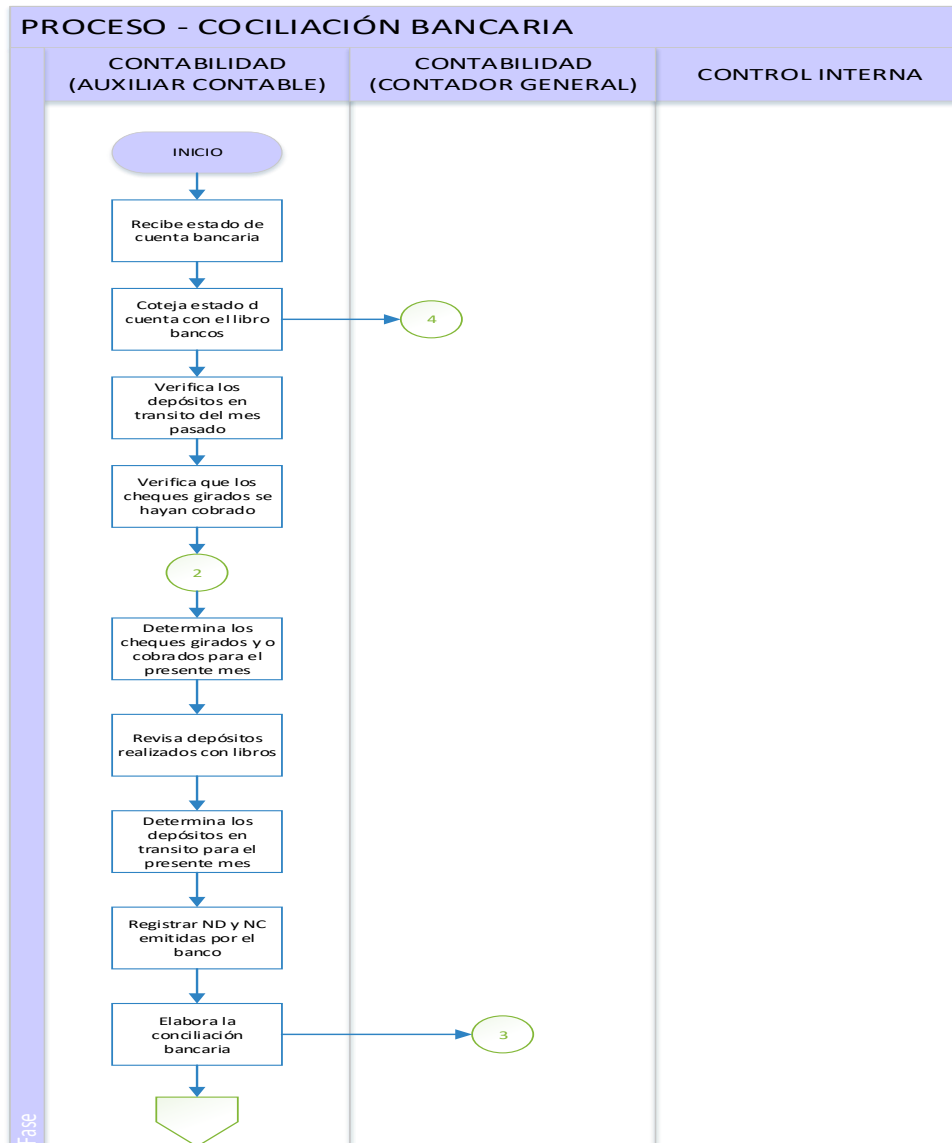 PROCESO - COCILIACIÓN BANCARIA
CONTABILIDAD
(AUXILIAR CONTABLE)
CONTABILIDAD
(CONTADOR GENERAL)
CONTROL INTERNA
INICIO
Recibe estado de
cuenta bancaria
Coteja estado d
cuenta con el libro
bancos
4
Verifica los
depósitos en
transito del mes
pasado
Verifica que los
cheques girados se
hayan cobrado
2
Determina los
cheques girados y o
cobrados para el
presente mes
Revisa depósitos
realizados con libros
Determina los
depósitos en
transito para el
presente mes
Registrar ND y NC
emitidas por el
banco
Elabora la
conciliación
bancaria
3
Fase